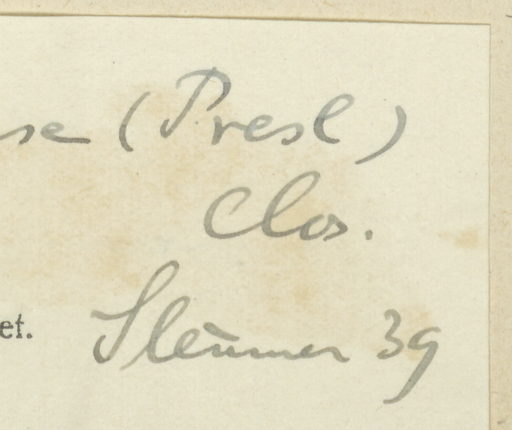 se (Presl)
Clos.
et. Sleumer 39